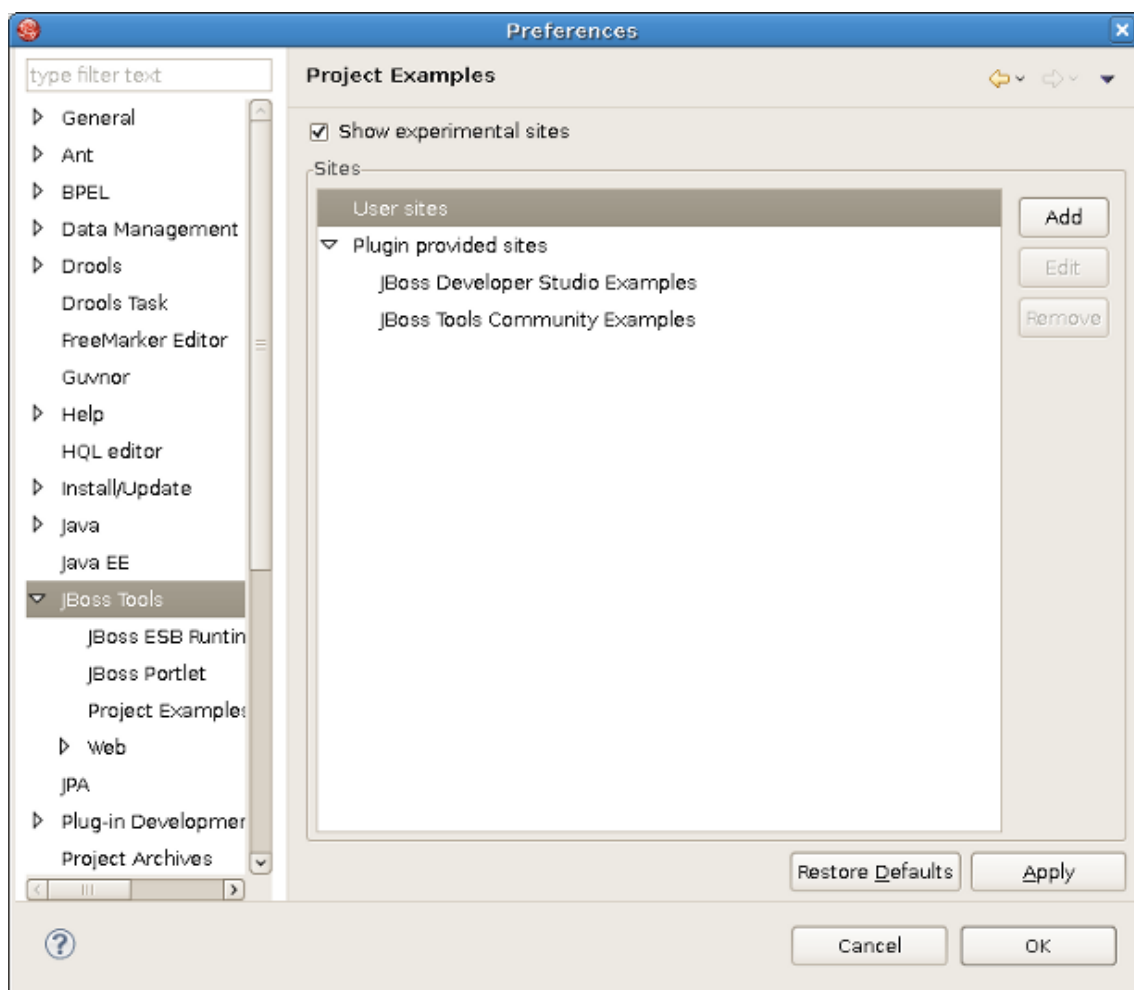 Preferences
type filter text
General
Ant
BPEL
Data Management
Drools
Drools Task
FreeMarker Editor
Guvnor
Help
HQL editor
Install/Update
Java
Java EE
JBoss Tools
JBoss ESB Runtin
JBoss Portlet
Project Examples
Web
JPA
Plug-in Developmer
Project Archives
Project Examples
Show experimental sites
Sites
User sites
Plugin provided sites
JBoss Developer Studio Examples
JBoss Tools Community Examples
Add
Edit
Remove
Restore Defaults
Apply
Cancel
OK